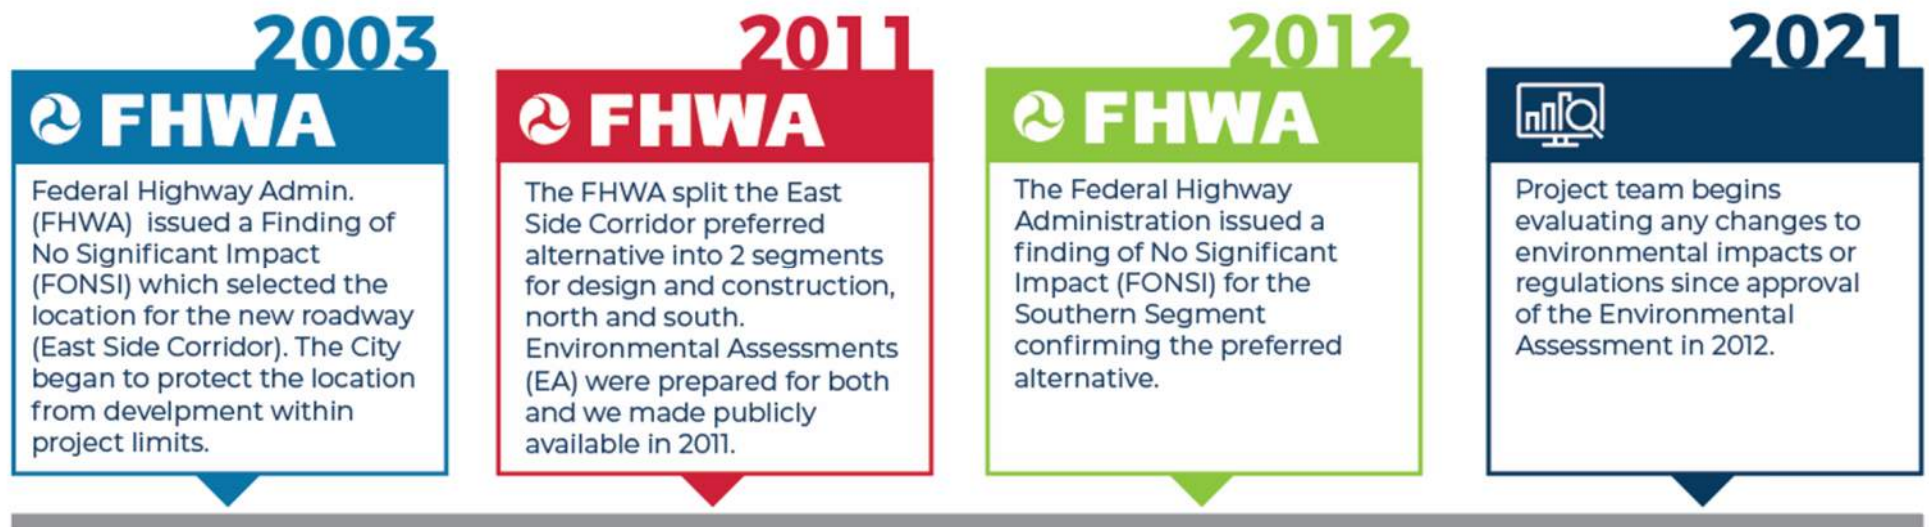 2003
FHWA
Federal Highway Admin.
(FHWA) issued a Finding of
No Significant Impact
(FONSI) which selected the
location for the new roadway
(East Side Corridor). The City
began to protect the location
from develpment within
project limits.
2011
FHWA
The FHWA split the East
Side Corridor preferred
alternative into 2 segments
for design and construction,
north and south.
Environmental Assessments
(EA) were prepared for both
and we made publicly
available in 2011.
2012
FHWA
The Federal Highway
Administration issued a
finding of No Significant
Impact (FONSI) for the
Southern Segment
confirming the preferred
alternative.
2021
Project team begins
evaluating any changes to
environmental impacts or
regulations since approval
of the Environmental
Assessment in 2012.